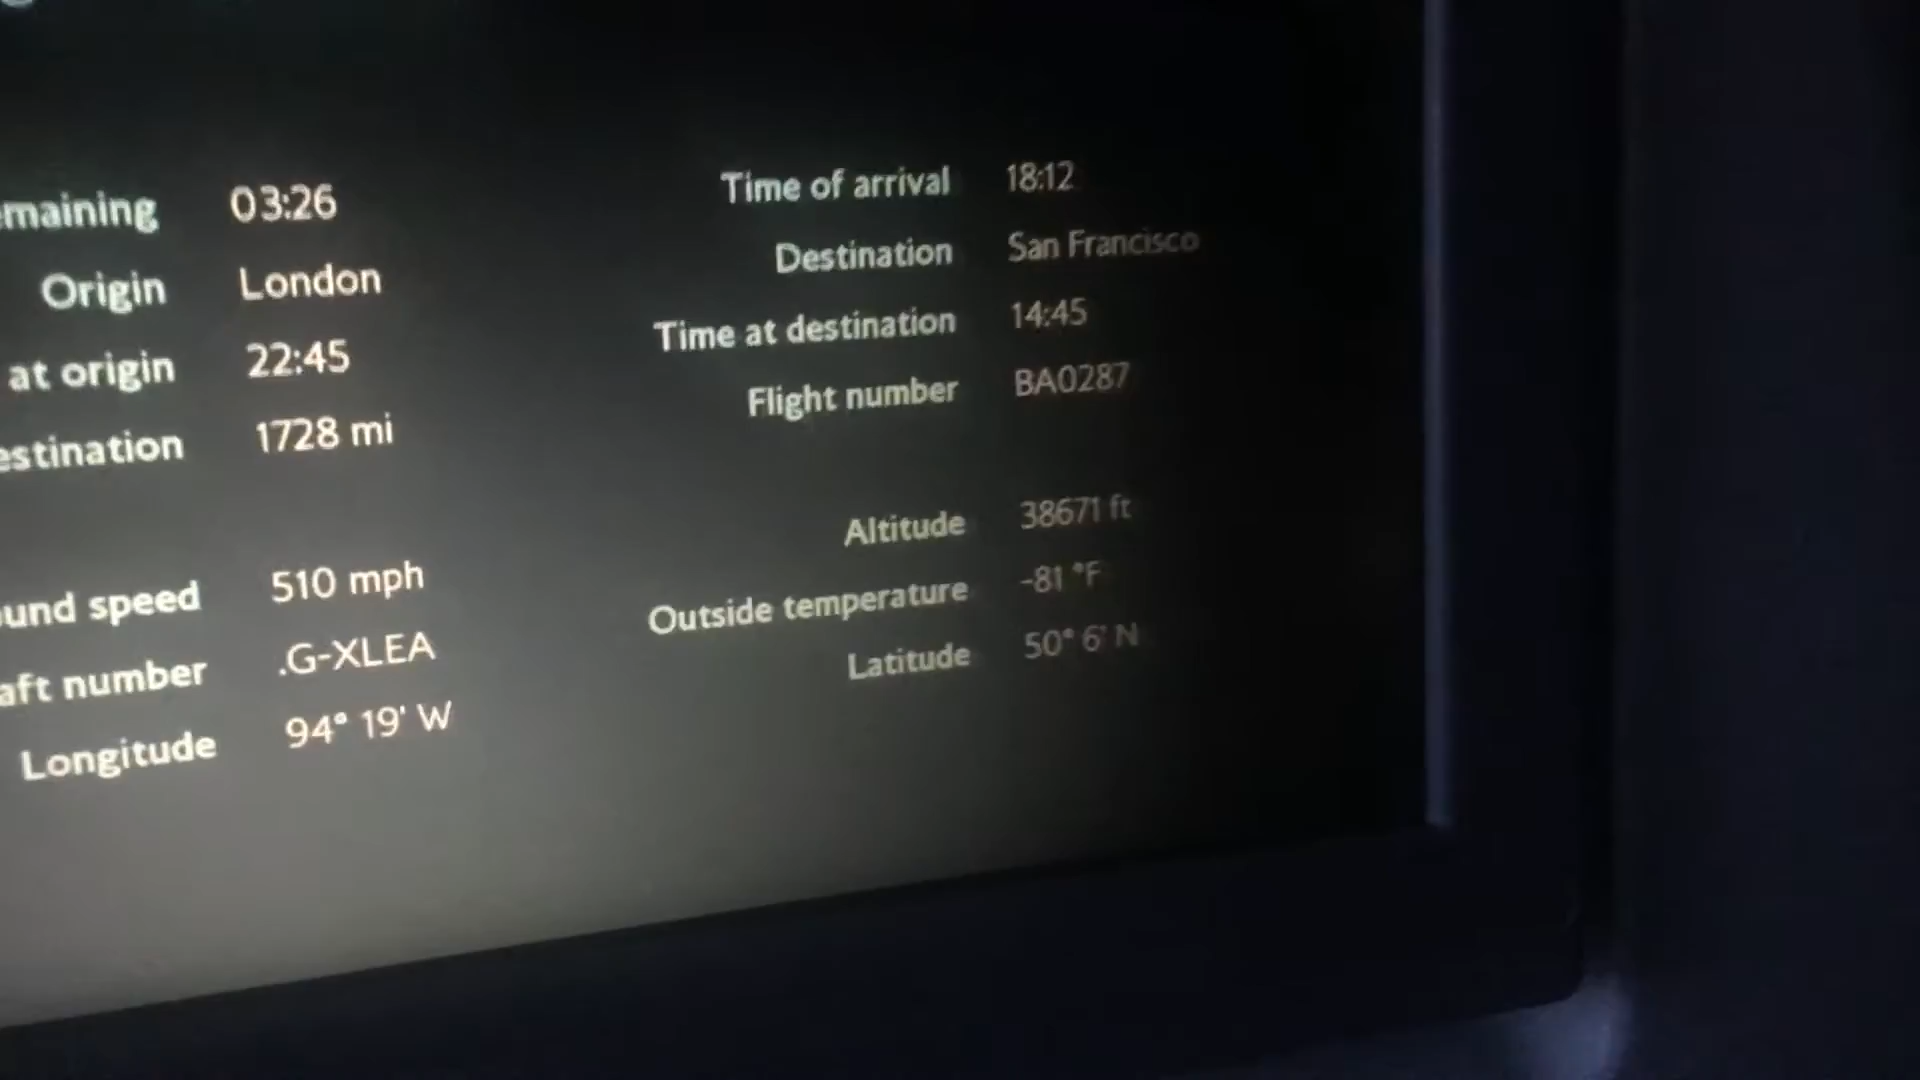 emaining 03:26
Origin London
at origin 22:45
estination 1728 mi
ound speed 510 mph
aft number .G-XLEA
Longitude 94° 19' W
Time of arrival 18:12
Destination San Francisco
Time at destination 14:45
Flight number BA0287
Altitude 38671 ft
Outside temperature -81 °F
Latitude 50° 6' N